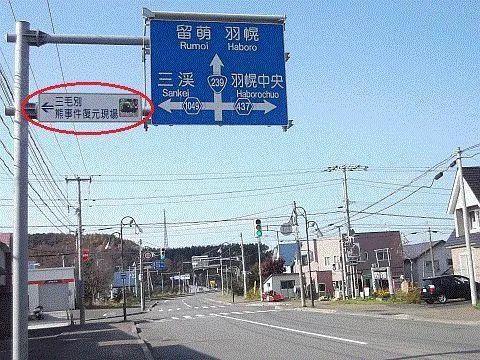 留萌 羽幌
Rumoi Haboro
三渓 239 羽幌中央
Sankei Haborochuo
1049 437
←三毛別
熊事件復元現場